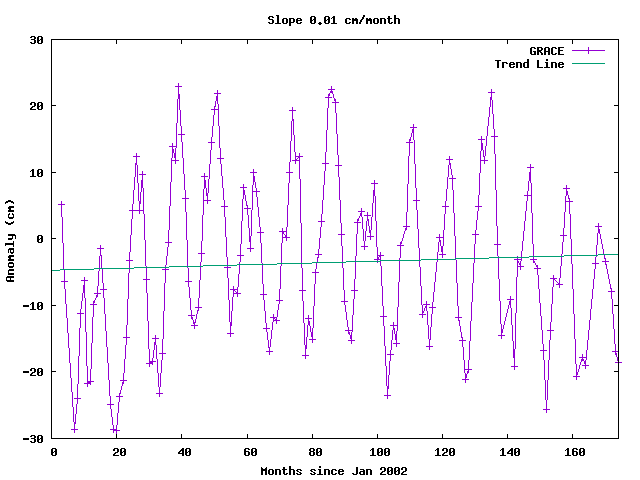 Slope 0.01 cm/month
GRACE
Trend Line
30
20
10
0
-10
-20
-30
Anomaly (cm)
0 20 40 60 80 100 120 140 160
Months since Jan 2002